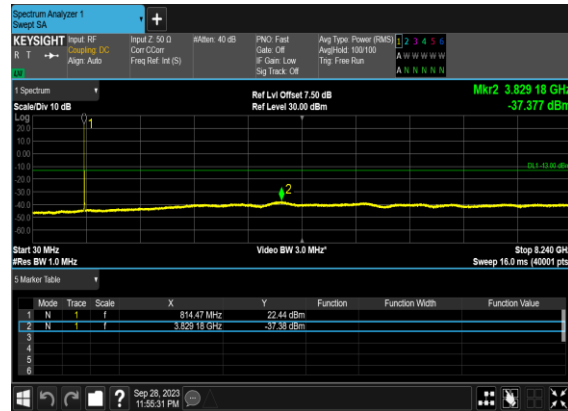 Spectrum Analyzer 1
Swept SA
+
KEYSIGHT Input: RF Input Z: 50 Ω #Atten: 40 dB PNO: Fast Avg Type: Power (RMS) 1 2 3 4 5 6
R T Coupling: DC Corr CCorr Gate: Off Avg|Hold: 100/100 A W W W W W
Align: Auto Freq Ref: Int (S) IF Gain: Low Trig: Free Run
Sig Track: Off A N N N N N
1 Spectrum Ref Lvl Offset 7.50 dB Mkr2 3.829 18 GHz
Scale/Div 10 dB Ref Level 30.00 dBm -37.377 dBm
Log
20.0
10.0
0.00
-10.0
-20.0
-30.0
-40.0
-50.0
-60.0
1
DL1 -13.00 dBm
2
Start 30 MHz Video BW 3.0 MHz* Stop 8.240 GHz
#Res BW 1.0 MHz Sweep 16.0 ms (40001 pts)
5 Marker Table
Mode Trace Scale X Y Function Function Width Function Value
1 N 1 f 814.47 MHz 22.44 dBm
2 N 1 f 3.829 18 GHz -37.38 dBm
3
4
5
6
? Sep 28, 2023
11:55:31 PM